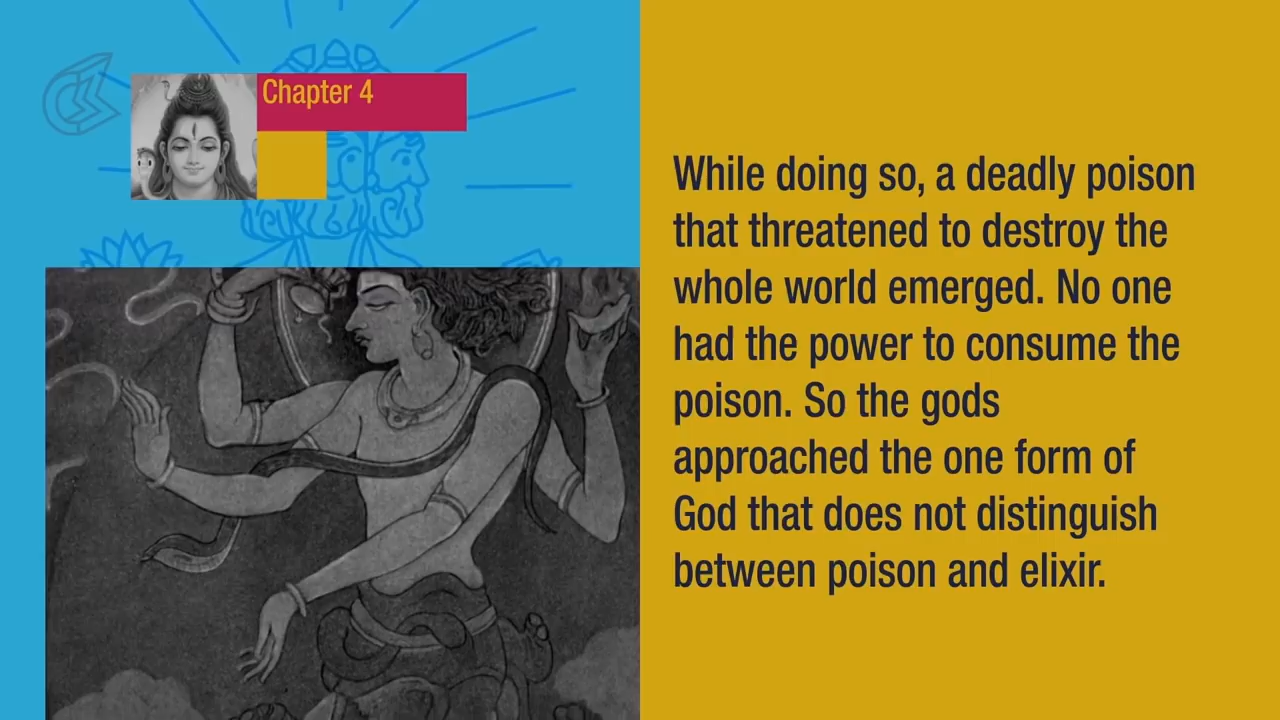 Chapter 4
While doing so, a deadly poison
that threatened to destroy the
whole world emerged. No one
had the power to consume the
poison. So the gods
approached the one form of
God that does not distinguish
between poison and elixir.